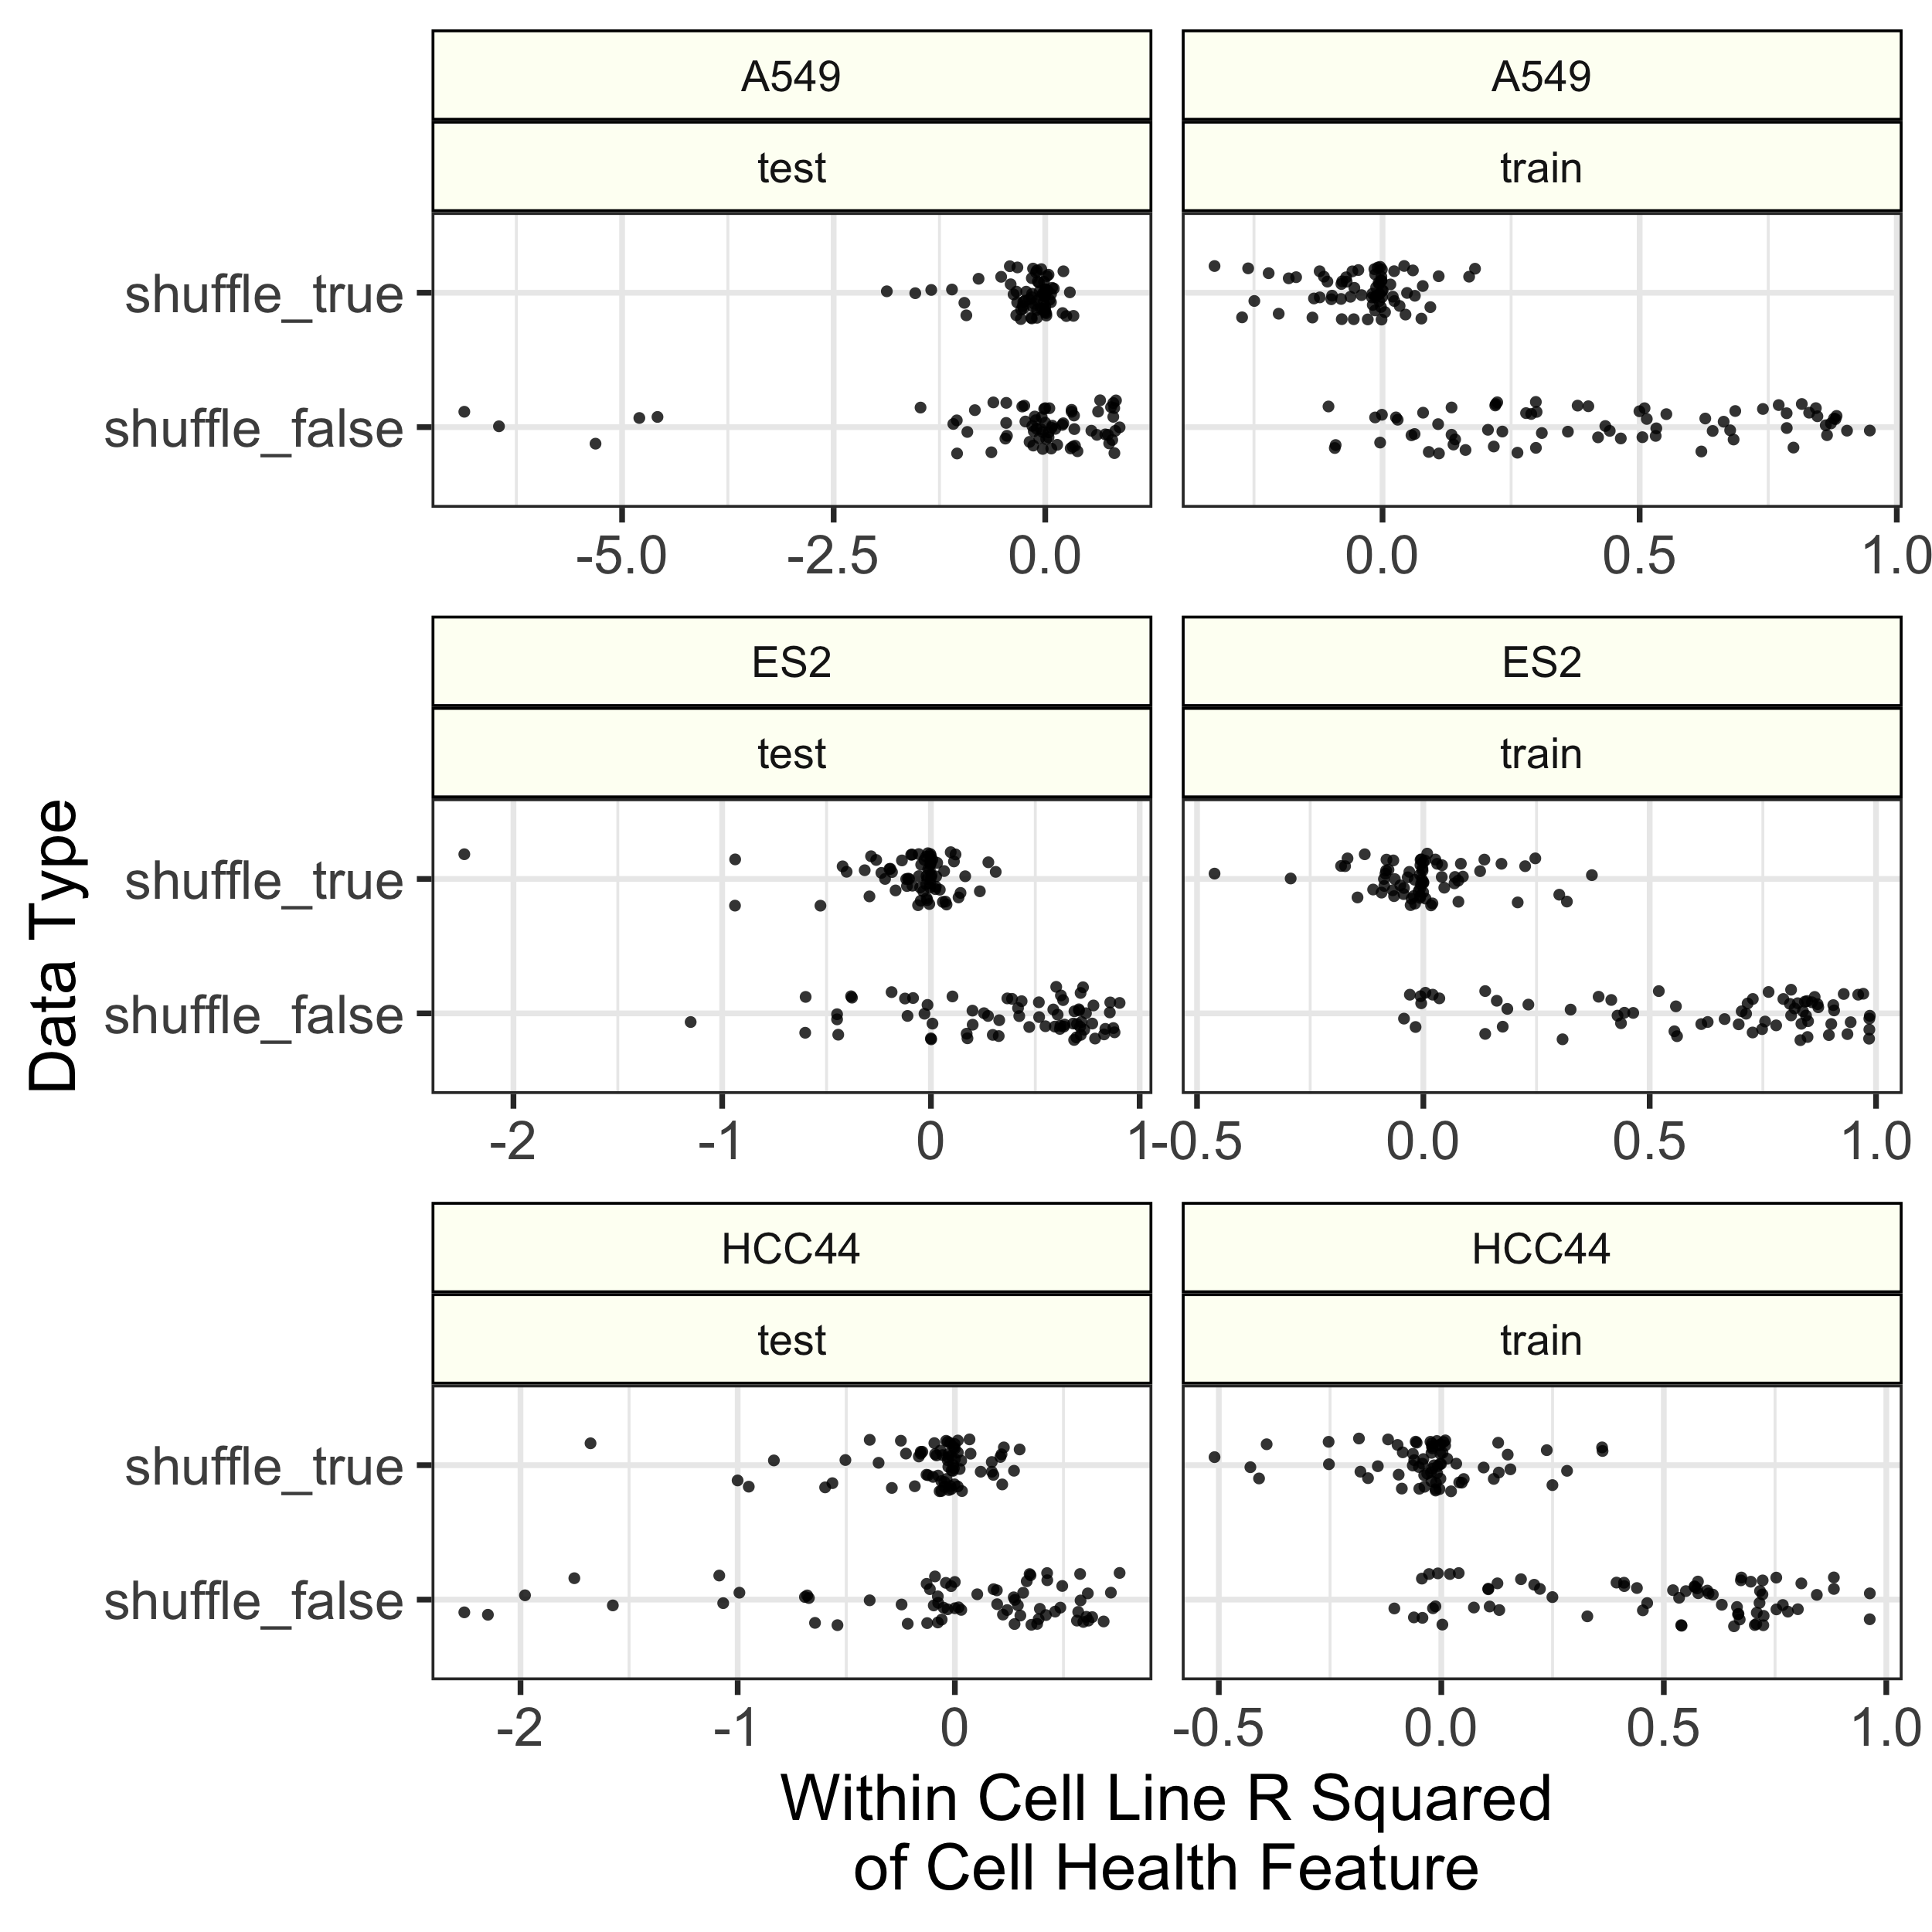 A549 A549
test train
shuffle_true
shuffle_false
-5.0 -2.5 0.0 0.0 0.5 1.0
ES2 ES2
test train
Data Type
shuffle_true
shuffle_false
-2 -1 0 1 -0.5 0.0 0.5 1.0
HCC44 HCC44
test train
shuffle_true
shuffle_false
-2 -1 0 -0.5 0.0 0.5 1.0
Within Cell Line R Squared
of Cell Health Feature